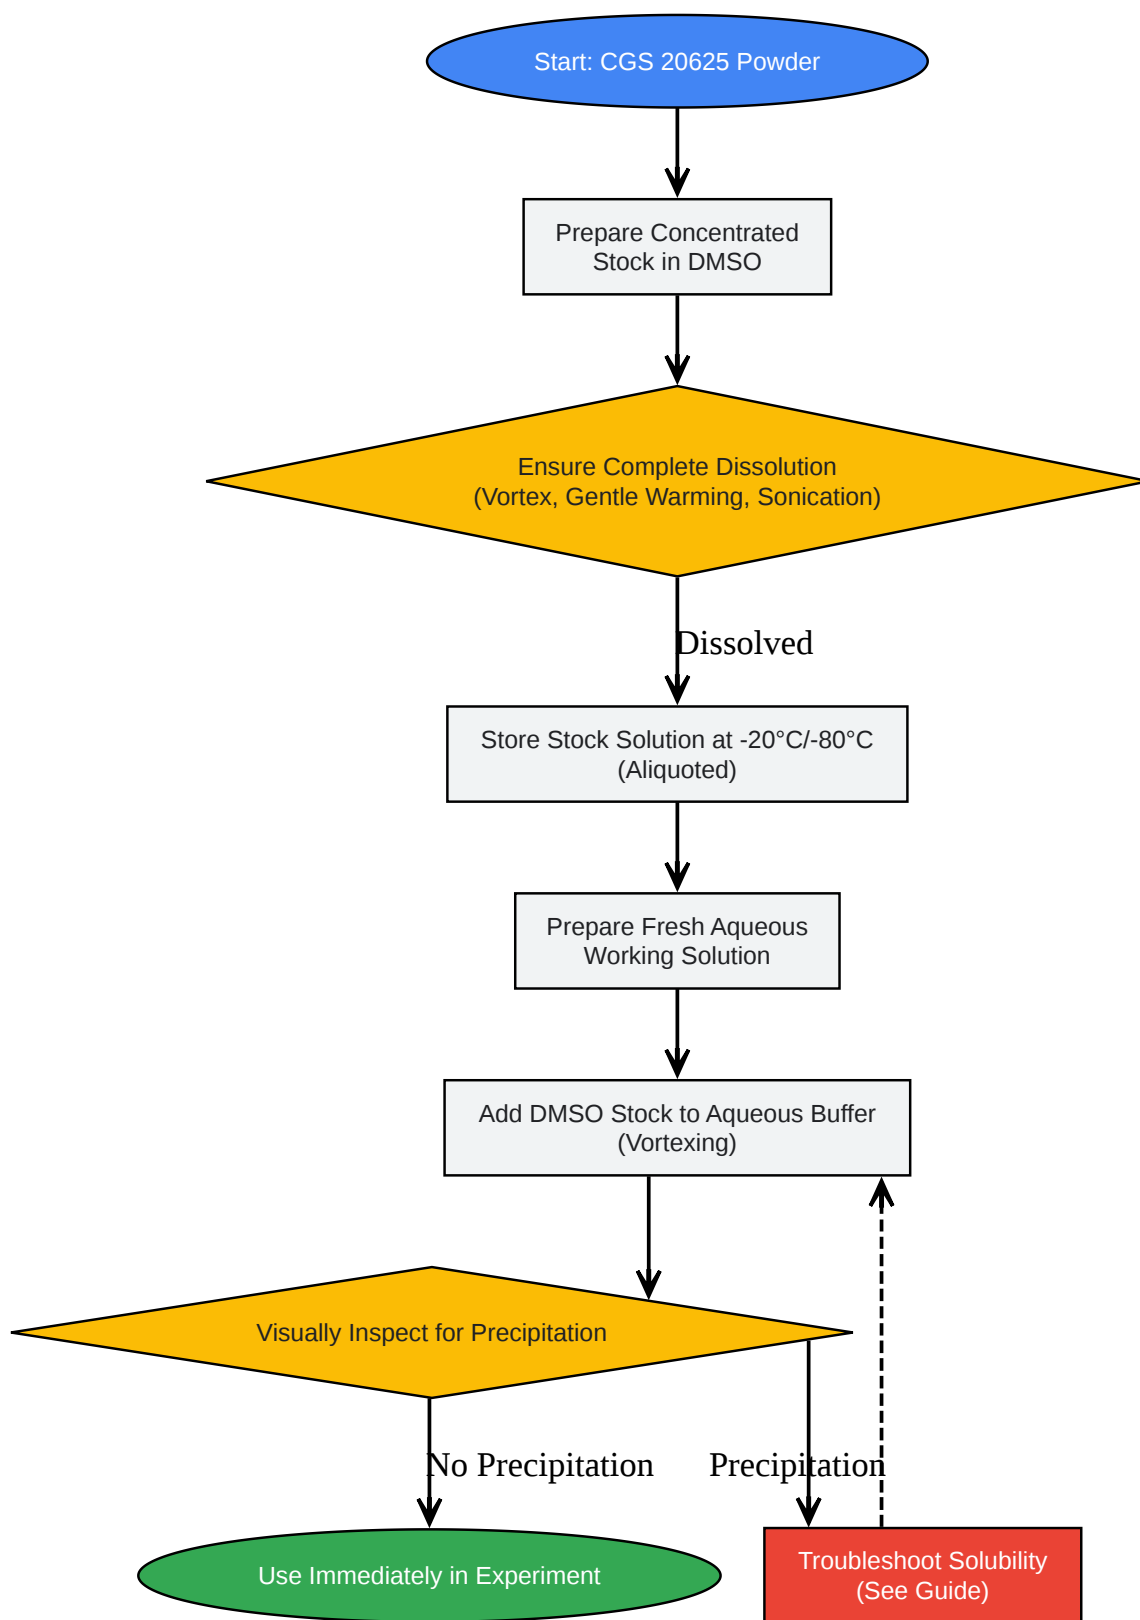 Start: CGS 20625 Powder
Prepare Concentrated
Stock in DMSO
Ensure Complete Dissolution
(Vortex, Gentle Warming, Sonication)
Dissolved
Store Stock Solution at -20°C/-80°C
(Aliquoted)
Prepare Fresh Aqueous
Working Solution
Add DMSO Stock to Aqueous Buffer
(Vortexing)
Visually Inspect for Precipitation
No Precipitation
Precipitation
Use Immediately in Experiment
Troubleshoot Solubility
(See Guide)